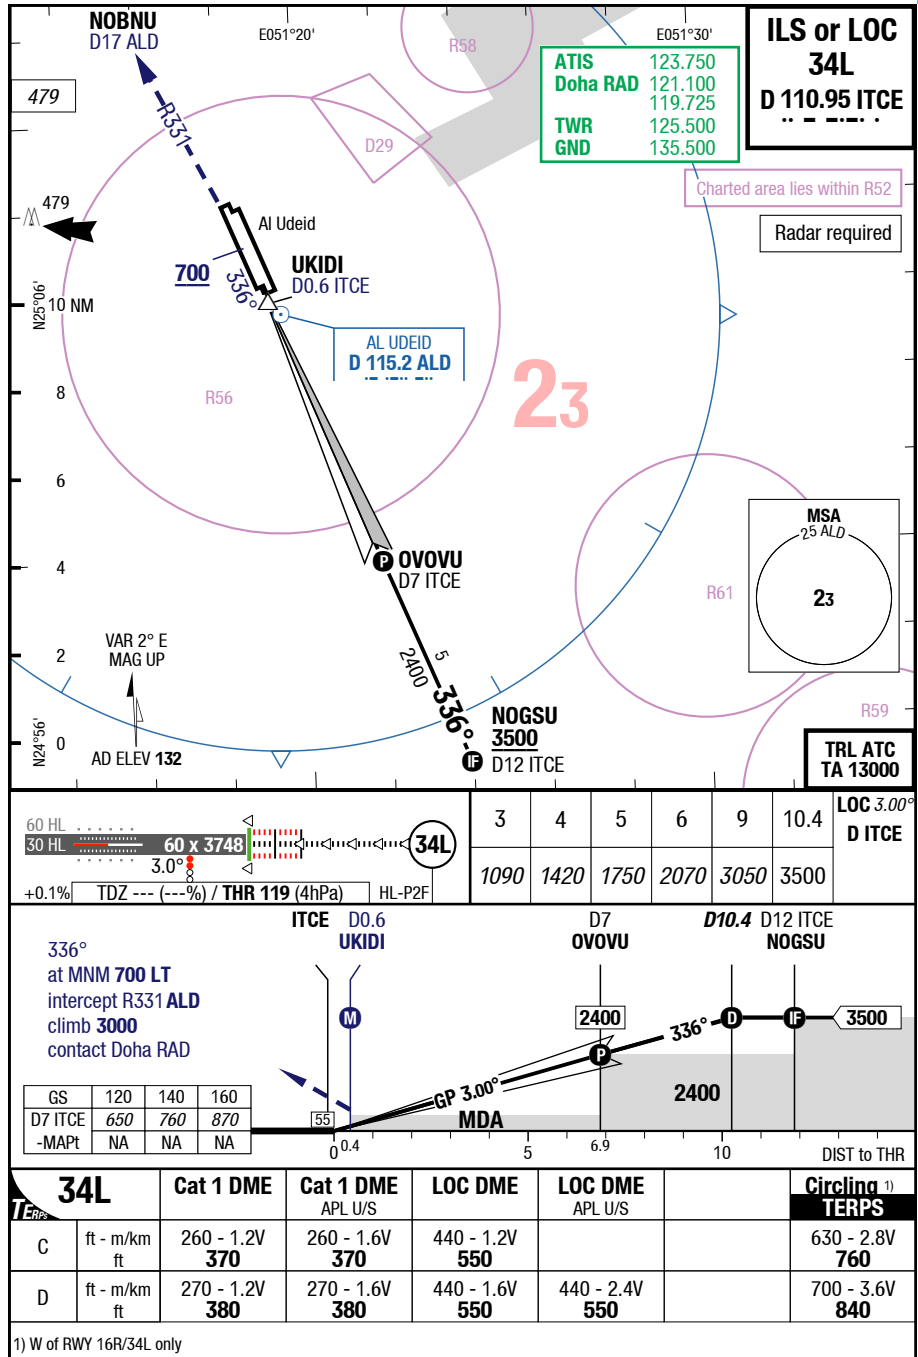 NOBNU
D17 ALD
E051°20'
E051°30'
ILS or LOC
34L
D 110.95 ITCE
R58
ATIS 123.750
Doha RAD 121.100
119.725
TWR 125.500
GND 135.500
479
R331
D29
Charted area lies within R52
479
Al Udeid
Radar required
700
336°
UKIDI
D0.6 ITCE
N25°06'
10 NM
AL UDEID
D 115.2 ALD
23
8
R56
6
MSA
25 ALD
23
4
OVOVU
D7 ITCE
P
R61
VAR 2° E
MAG UP
2
5
2400
336°
R59
NOGSU
3500
D12 ITCE
IF
N24°56'
0
AD ELEV 132
TRL ATC
TA 13000
60 HL
30 HL
60 x 3748
34L
3.0°
+0.1%
TDZ --- (---%) / THR 119 (4hPa)
HL-P2F
3 4 5 6 9 10.4 LOC 3.00°
D ITCE
1090 1420 1750 2070 3050 3500
ITCE D0.6 D7 D10.4 D12 ITCE
UKIDI OVOVU NOGSU
336°
at MNM 700 LT
intercept R331 ALD
climb 3000
contact Doha RAD
M
2400
336°
D
IF
3500
P
GP 3.00°
2400
MDA
55
GS 120 140 160
D7 ITCE 650 760 870
-MAPt NA NA NA
0 0.4 5 6.9 10 DIST to THR
34L
TERPS
Cat 1 DME Cat 1 DME LOC DME LOC DME Circling 1)
APL U/S APL U/S TERPS
C ft - m/km 260 - 1.2V 260 - 1.6V 440 - 1.2V 630 - 2.8V
ft 370 370 550 760
D ft - m/km 270 - 1.2V 270 - 1.6V 440 - 1.6V 440 - 2.4V 700 - 3.6V
ft 380 380 550 550 840
1) W of RWY 16R/34L only